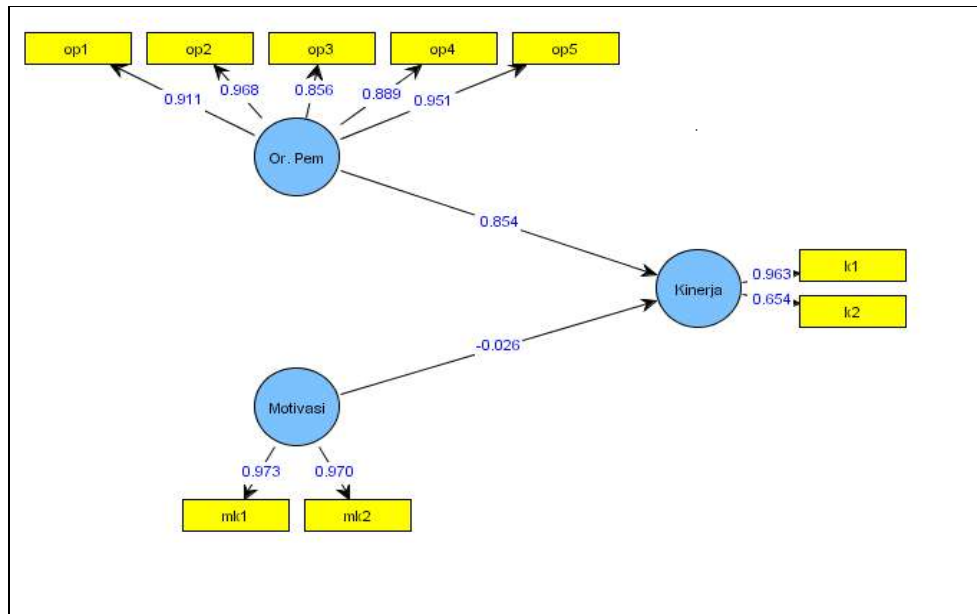 op1
op2
op3
op4
op5
0.911
0.968
0.856
0.889
0.951
Or. Pem
0.854
Kinerja
0.963
k1
0.654
k2
-0.026
Motivasi
0.973
0.970
mk1
mk2